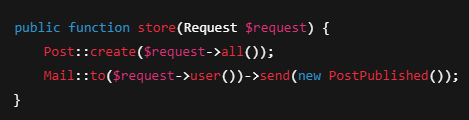 public function store(Request $request) {
    Post::create($request->all());
    Mail::to($request->user())->send(new PostPublished());
}